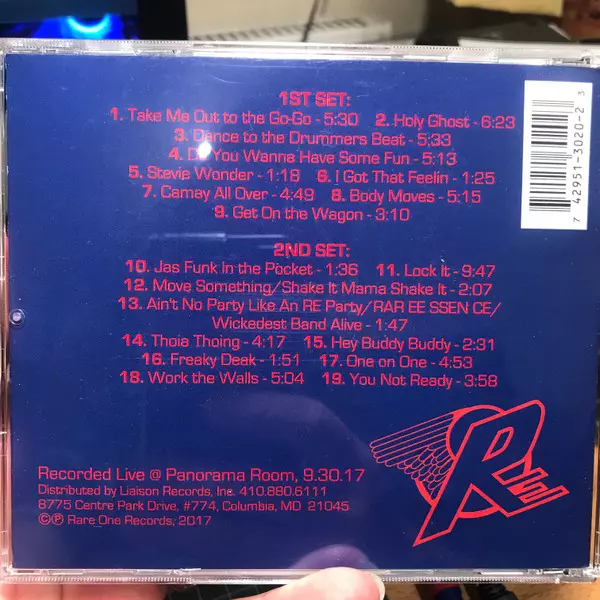 1ST SET:
1. Take Me Out to the Go-Go - 5:30 2. Holy Ghost - 6:23
3. Dance to the Drummers Beat - 5:33
4. Do You Wanna Have Some Fun - 5:13
5. Stevie Wonder - 1:18 6. I Got That Feelin - 1:25
7. Camay All Over - 4:49 8. Body Moves - 5:15
9. Get On the Wagon - 3:10
2ND SET:
10. Jas Funk In the Pocket - 1:36 11. Lock It - 9:47
12. Move Something/Shake It Mama Shake It - 2:07
13. Ain't No Party Like An RE Party/RAR EE SSEN CE/
Wickedest Band Alive - 1:47
14. Thoia Thoing - 4:17 15. Hey Buddy Buddy - 2:31
16. Freaky Deak - 1:51 17. One on One - 4:53
18. Work the Walls - 5:04 19. You Not Ready - 3:58
Recorded Live @ Panorama Room, 9.30.17
Distributed by Liaison Records, Inc. 410.880.6111
8775 Centre Park Drive, #774, Columbia, MD 21045
©℗ Rare One Records, 2017
RE
7 42951-3020-2 3